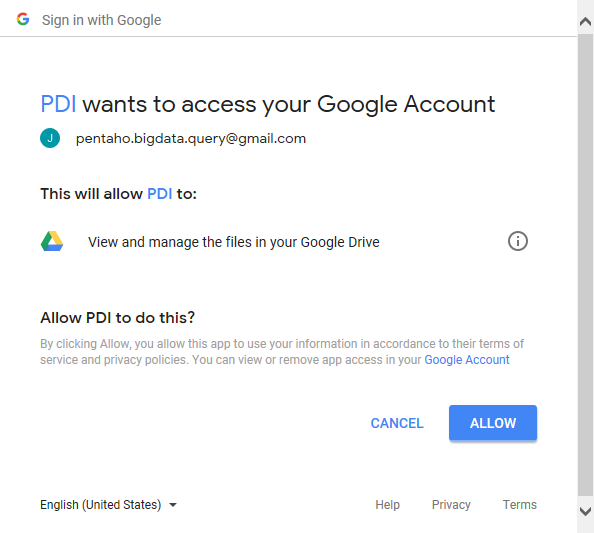 Sign in with Google
PDI wants to access your Google Account
J
pentaho.bigdata.query@gmail.com
This will allow PDI to:
View and manage the files in your Google Drive
Allow PDI to do this?
By clicking Allow, you allow this app to use your information in accordance to their terms of
service and privacy policies. You can view or remove app access in your Google Account
CANCEL
ALLOW
English (United States)
Help
Privacy
Terms